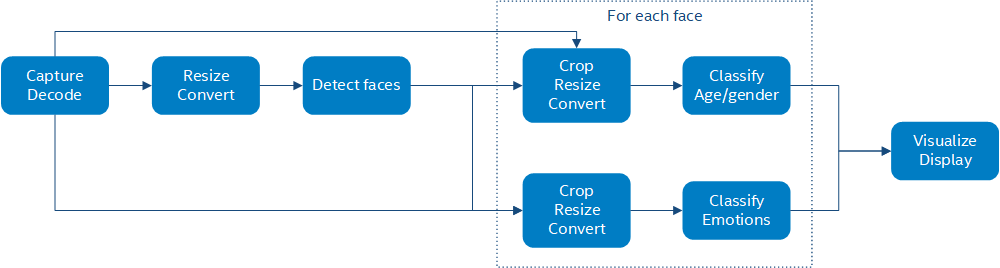 For each face
Capture
Decode
Resize
Convert
Detect faces
Crop
Resize
Convert
Classify
Age/gender
Crop
Resize
Convert
Classify
Emotions
Visualize
Display